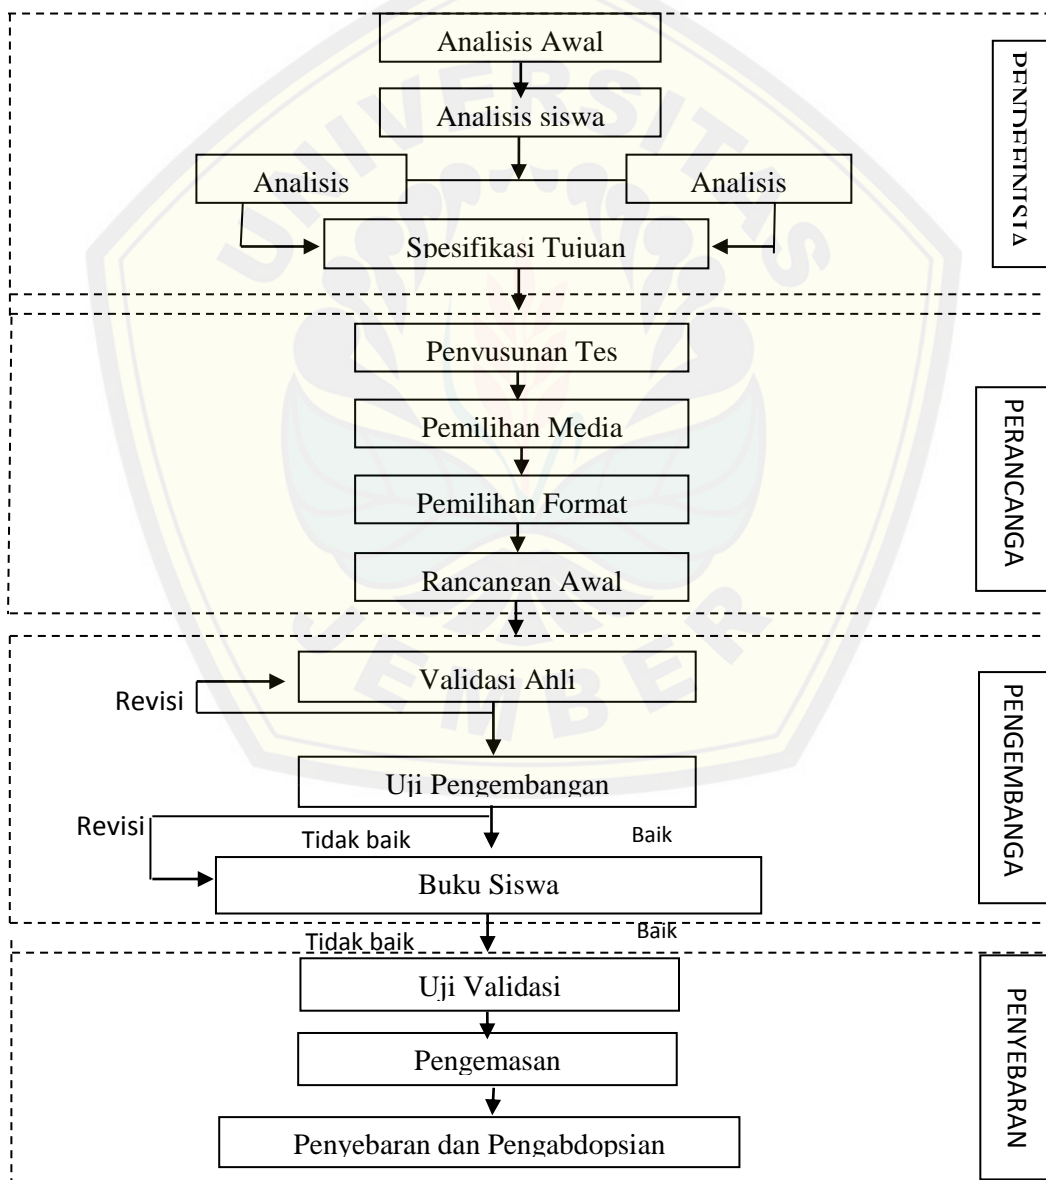 Analisis Awal
Analisis siswa
Analisis
Analisis
Spesifikasi Tujuan
PENDEFINISIA
Penyusunan Tes
Pemilihan Media
Pemilihan Format
Rancangan Awal
PERANCANGA
Validasi Ahli
Revisi
Uji Pengembangan
Revisi
Tidak baik
Baik
Buku Siswa
PENGEMBANGA
Tidak baik
Baik
Uji Validasi
Pengemasan
Penyebaran dan Pengabdopsian
PENYEBARAN
UNIVERSITAS
JEMBER